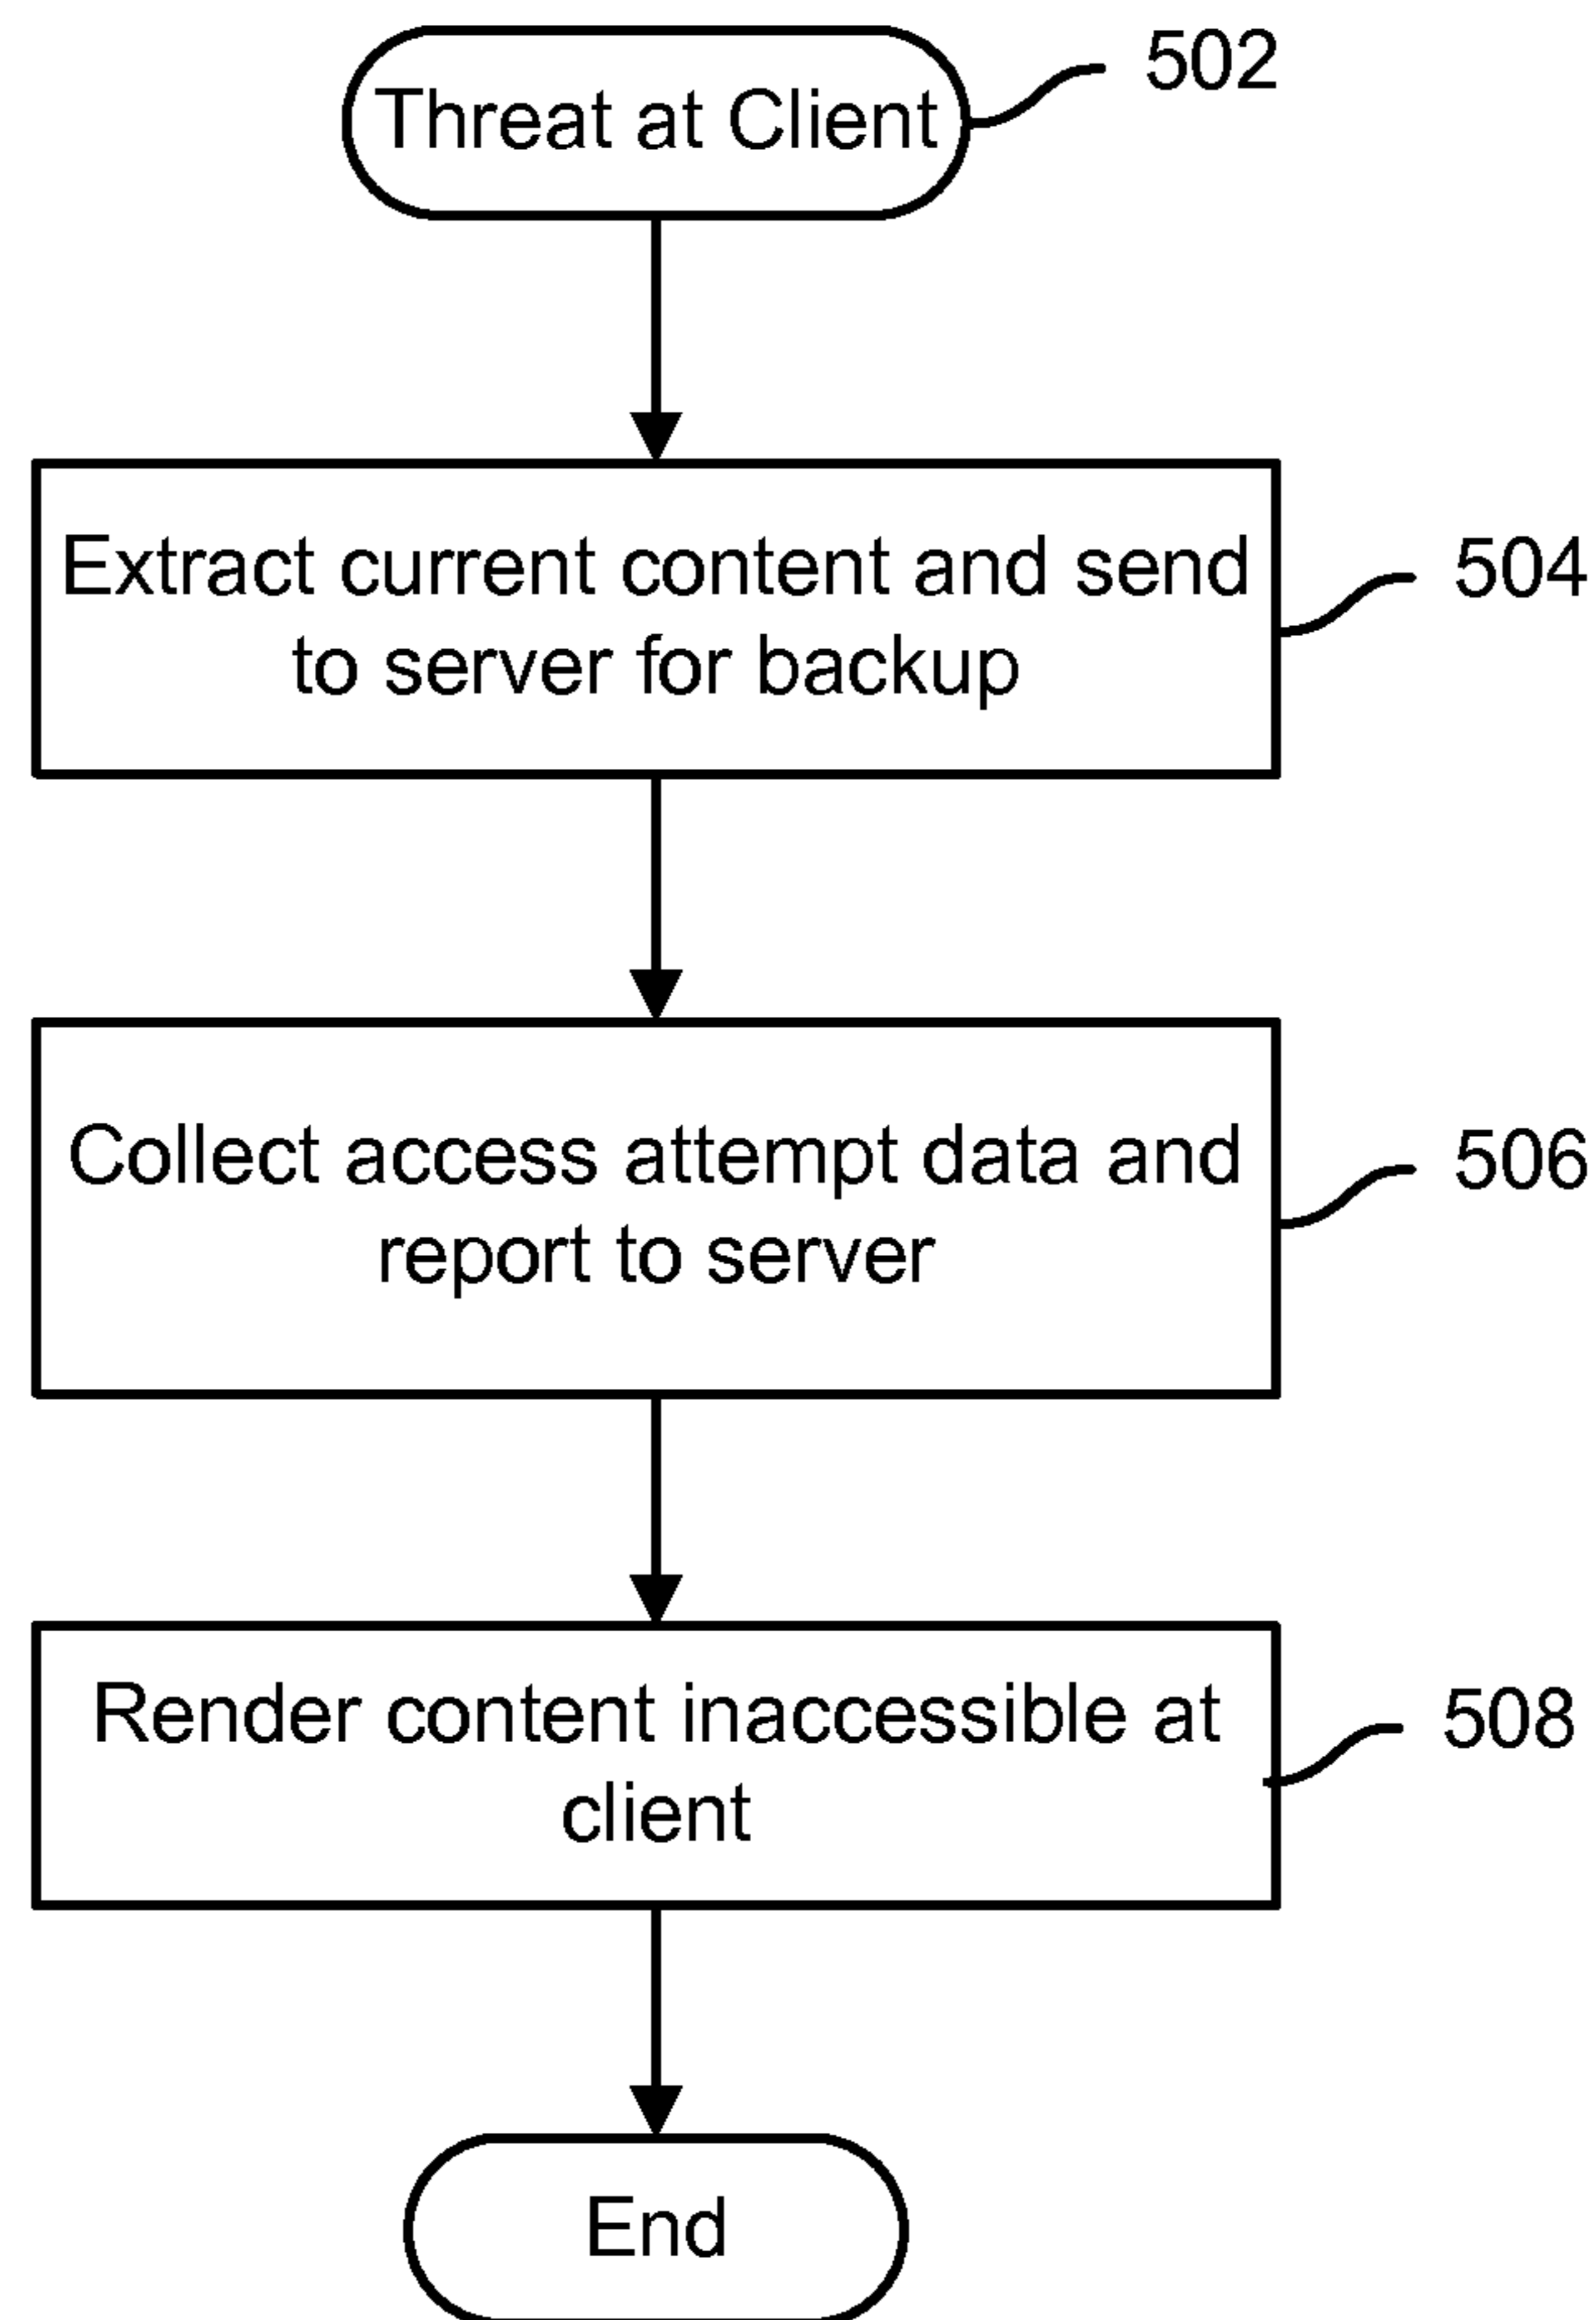 Threat at Client
502
Extract current content and send
to server for backup
504
Collect access attempt data and
report to server
506
Render content inaccessible at
client
508
End